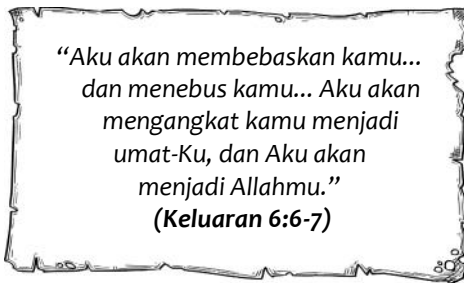 “Aku akan membebaskan kamu...
dan menebus kamu... Aku akan
mengangkat kamu menjadi
umat-Ku, dan Aku akan
menjadi Allahmu.”
(Keluaran 6:6-7)